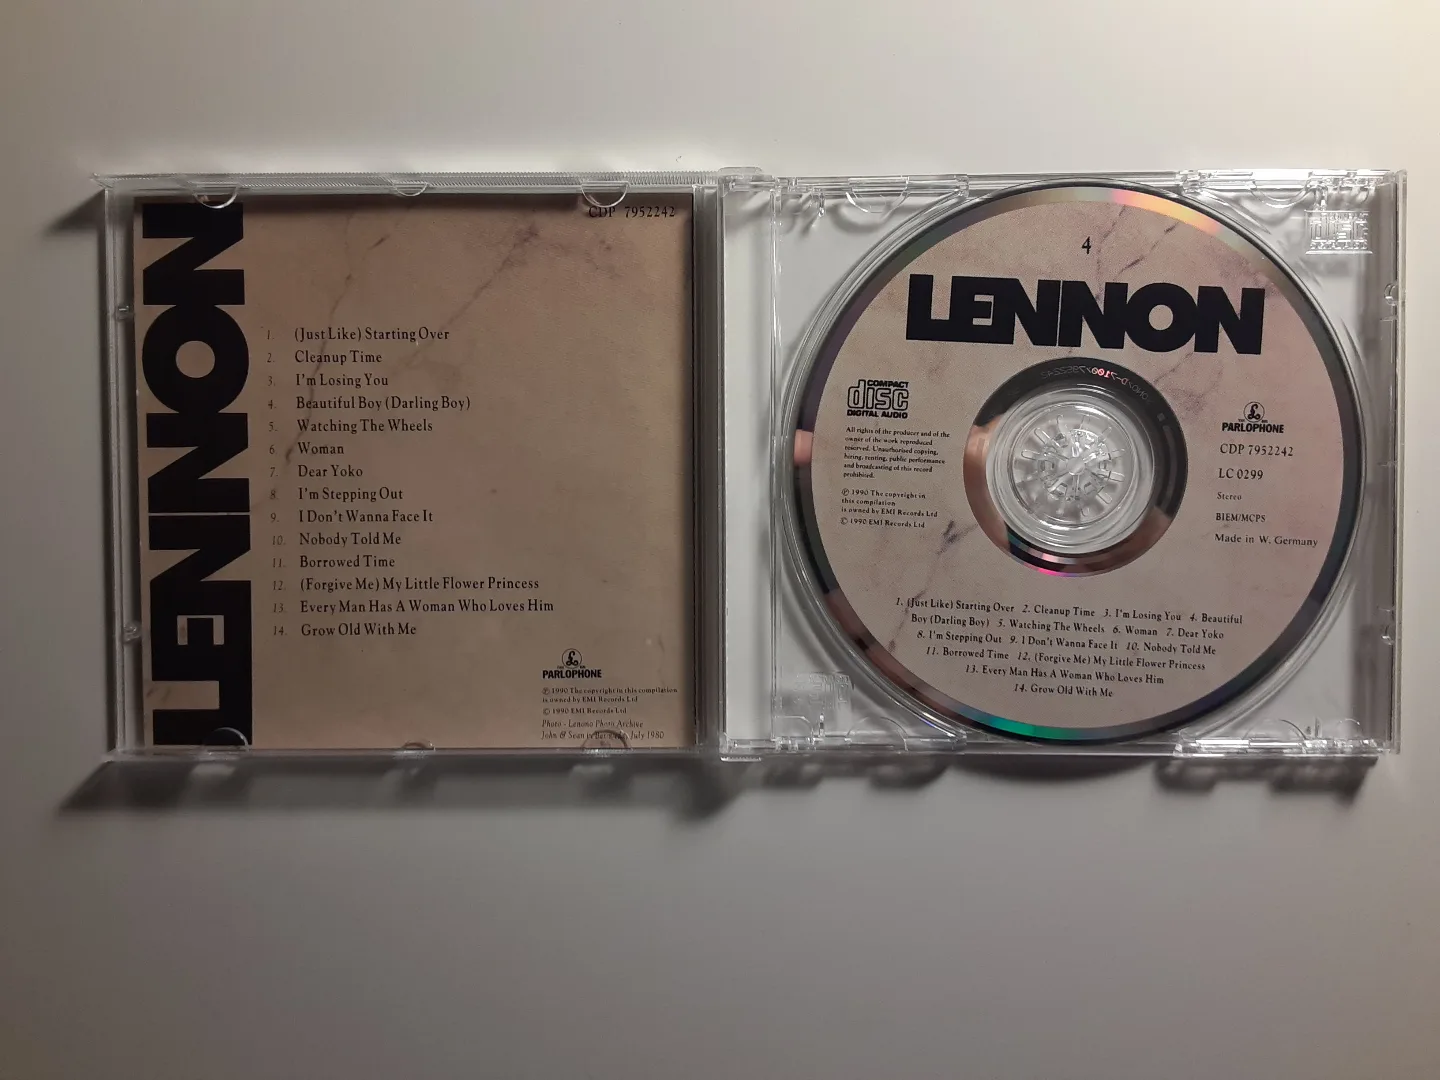 LENNON
CDP 7952242
1. (Just Like) Starting Over
2. Cleanup Time
3. I'm Losing You
4. Beautiful Boy (Darling Boy)
5. Watching The Wheels
6. Woman
7. Dear Yoko
8. I'm Stepping Out
9. I Don't Wanna Face It
10. Nobody Told Me
11. Borrowed Time
12. (Forgive Me) My Little Flower Princess
13. Every Man Has A Woman Who Loves Him
14. Grow Old With Me
PARLOPHONE
℗ 1990 The copyright in this compilation
is owned by EMI Records Ltd
© 1990 EMI Records Ltd.
Photo - Lenono Photo Archive
John & Sean in Bermuda, July 1980
4
LENNON
COMPACT
disc
DIGITAL AUDIO
All rights of the producer and of the
owner of the work reproduced
reserved. Unauthorised copying,
hiring, renting, public performance
and broadcasting of this record
prohibited.
℗ 1990 The copyright in
this compilation
is owned by EMI Records Ltd
© 1990 EMI Records Ltd
PARLOPHONE
CDP 7952242
LC 0299
Stereo
BIEM/MCPS
Made in W. Germany
1. (Just Like) Starting Over 2. Cleanup Time 3. I'm Losing You 4. Beautiful
Boy (Darling Boy) 5. Watching The Wheels 6. Woman 7. Dear Yoko
8. I'm Stepping Out 9. I Don't Wanna Face It 10. Nobody Told Me
11. Borrowed Time 12. (Forgive Me) My Little Flower Princess
13. Every Man Has A Woman Who Loves Him
14. Grow Old With Me
COMPACT
disc